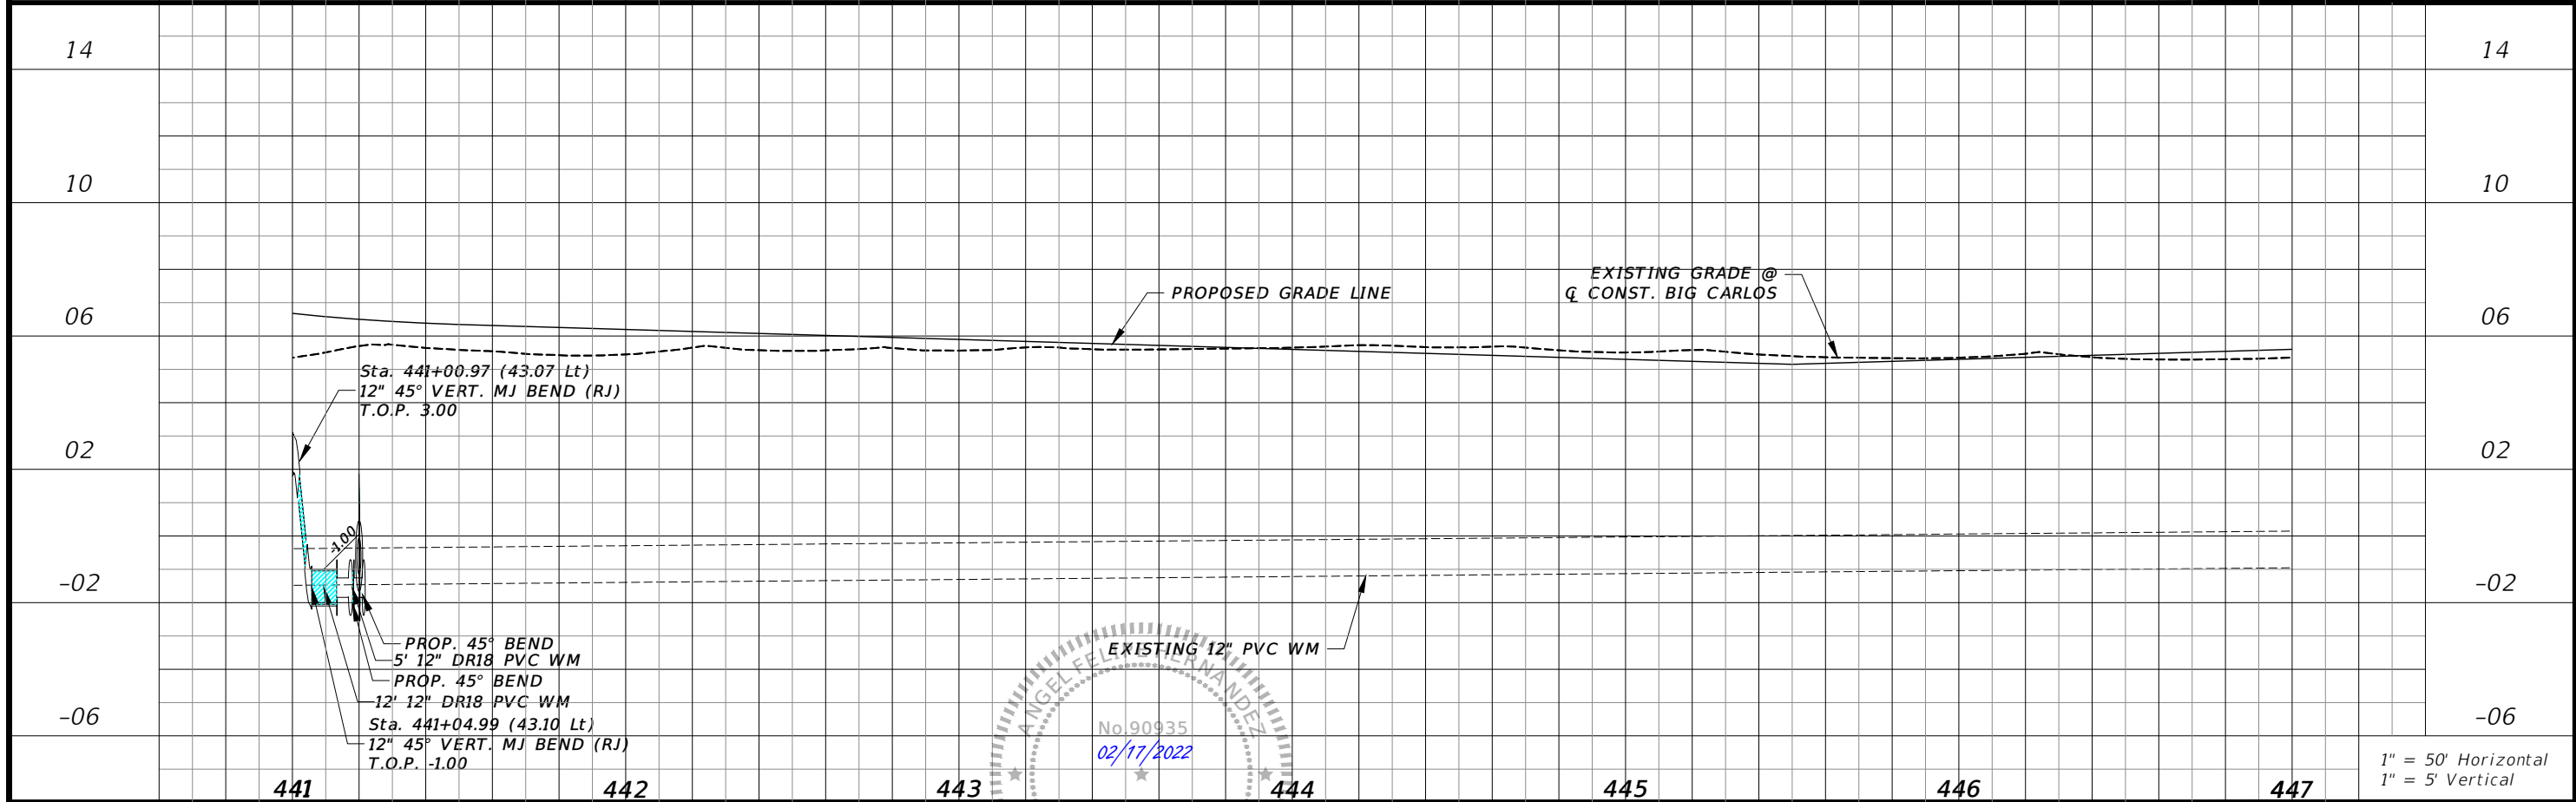 14
14
10
10
06
06
02
02
-02
-02
-06
-06
PROPOSED GRADE LINE
EXISTING GRADE @
℄ CONST. BIG CARLOS
Sta. 441+00.97 (43.07 Lt)
12" 45° VERT. MJ BEND (RJ)
T.O.P. 3.00
-1.00
PROP. 45° BEND
5' 12" DR18 PVC WM
PROP. 45° BEND
12' 12" DR18 PVC WM
Sta. 441+04.99 (43.10 Lt)
12" 45° VERT. MJ BEND (RJ)
T.O.P. -1.00
EXISTING 12" PVC WM
ANGEL FELIPE HERNANDEZ
No.90935
02/17/2022
441
442
443
444
445
446
447
1" = 50' Horizontal
1" = 5' Vertical